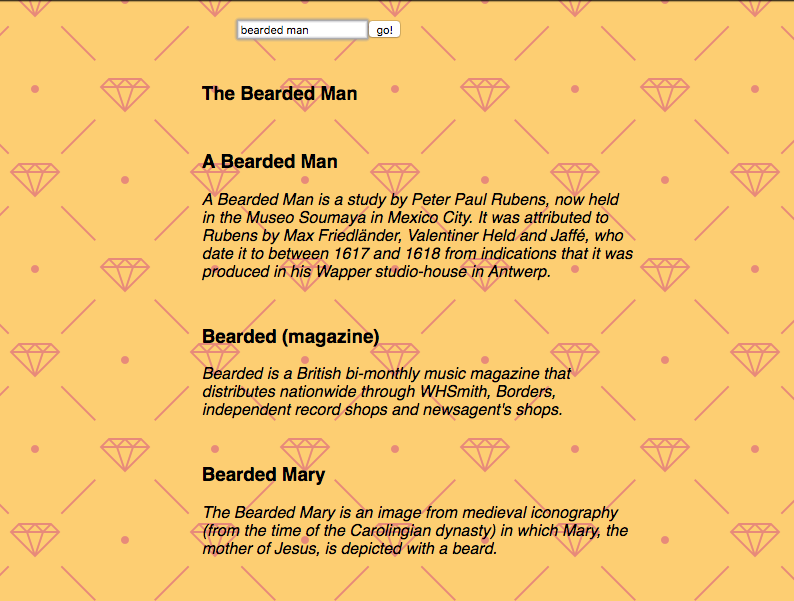 bearded man go!
The Bearded Man
A Bearded Man
A Bearded Man is a study by Peter Paul Rubens, now held
in the Museo Soumaya in Mexico City. It was attributed to
Rubens by Max Friedländer, Valentiner Held and Jaffé, who
date it to between 1617 and 1618 from indications that it was
produced in his Wapper studio-house in Antwerp.
Bearded (magazine)
Bearded is a British bi-monthly music magazine that
distributes nationwide through WHSmith, Borders,
independent record shops and newsagent's shops.
Bearded Mary
The Bearded Mary is an image from medieval iconography
(from the time of the Carolingian dynasty) in which Mary, the
mother of Jesus, is depicted with a beard.